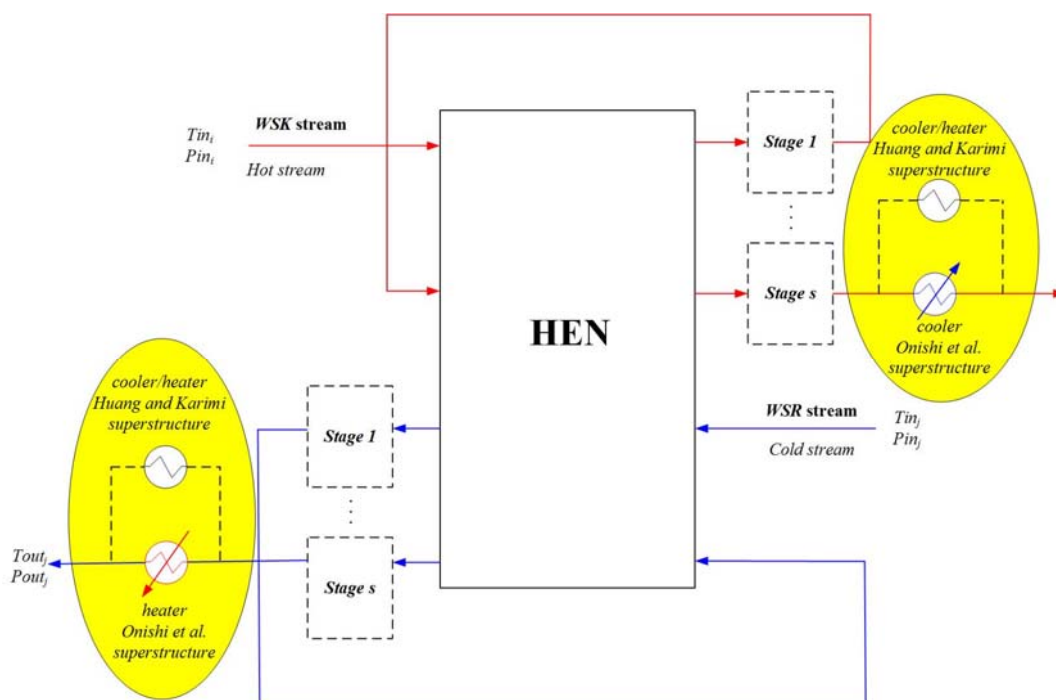 WSK stream
Tin_i
Pin_i
Hot stream
Stage 1
cooler/heater
Huang and Karimi
superstructure
Stage s
cooler
Onishi et al.
superstructure
HEN
cooler/heater
Huang and Karimi
superstructure
Stage 1
WSR stream
Tin_j
Pin_j
Cold stream
Tout_j
Pout_j
Stage s
heater
Onishi et al.
superstructure